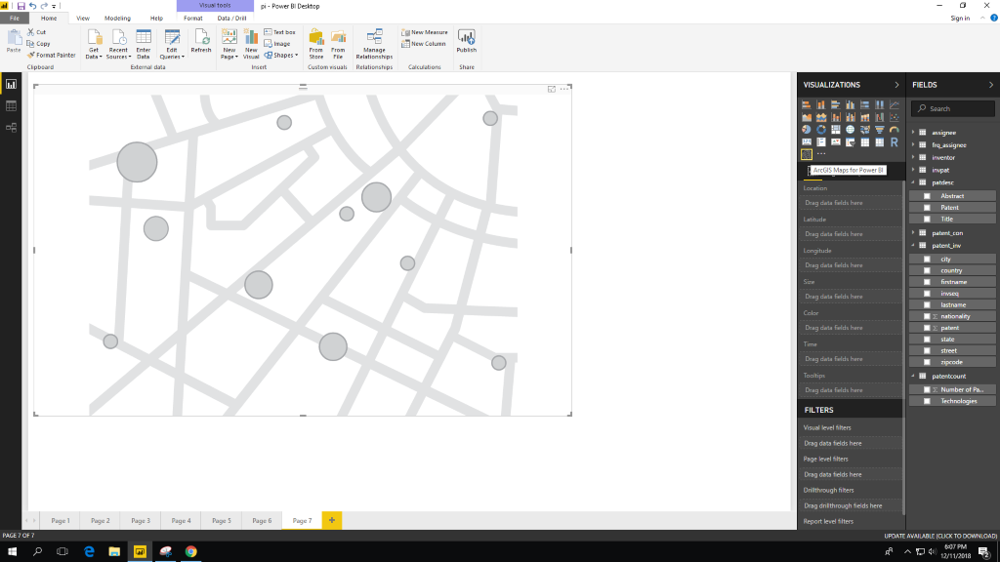 Visual tools
pi - Power BI Desktop
File
Home
View
Modeling
Help
Format
Data / Drill
Sign in
Paste
Cut
Copy
Format Painter
Clipboard
Get Data
Recent Sources
Enter Data
Edit Queries
External data
Refresh
New Page
New Visual
Text box
Image
Shapes
Insert
From Store
From File
Custom visuals
Manage Relationships
Relationships
New Measure
New Column
Calculations
Publish
Share
VISUALIZATIONS
R
ArcGIS Maps for Power BI
Location
Drag data fields here
Latitude
Drag data fields here
Longitude
Drag data fields here
Size
Drag data fields here
Color
Drag data fields here
Time
Drag data fields here
Tooltips
Drag data fields here
FILTERS
Visual level filters
Drag data fields here
Page level filters
Drag data fields here
Drillthrough filters
Drag drillthrough fields here
Report level filters
FIELDS
Search
assignee
frq_assignee
inventor
invpat
patdesc
Abstract
Patent
Title
patent_con
patent_inv
city
country
firstname
invseq
lastname
Σ nationality
Σ patent
state
street
zipcode
patentcount
Σ Number of Pa...
Technologies
Page 1
Page 2
Page 3
Page 4
Page 5
Page 6
Page 7
+
PAGE 7 OF 7
UPDATE AVAILABLE (CLICK TO DOWNLOAD)
6:07 PM
12/11/2018
2